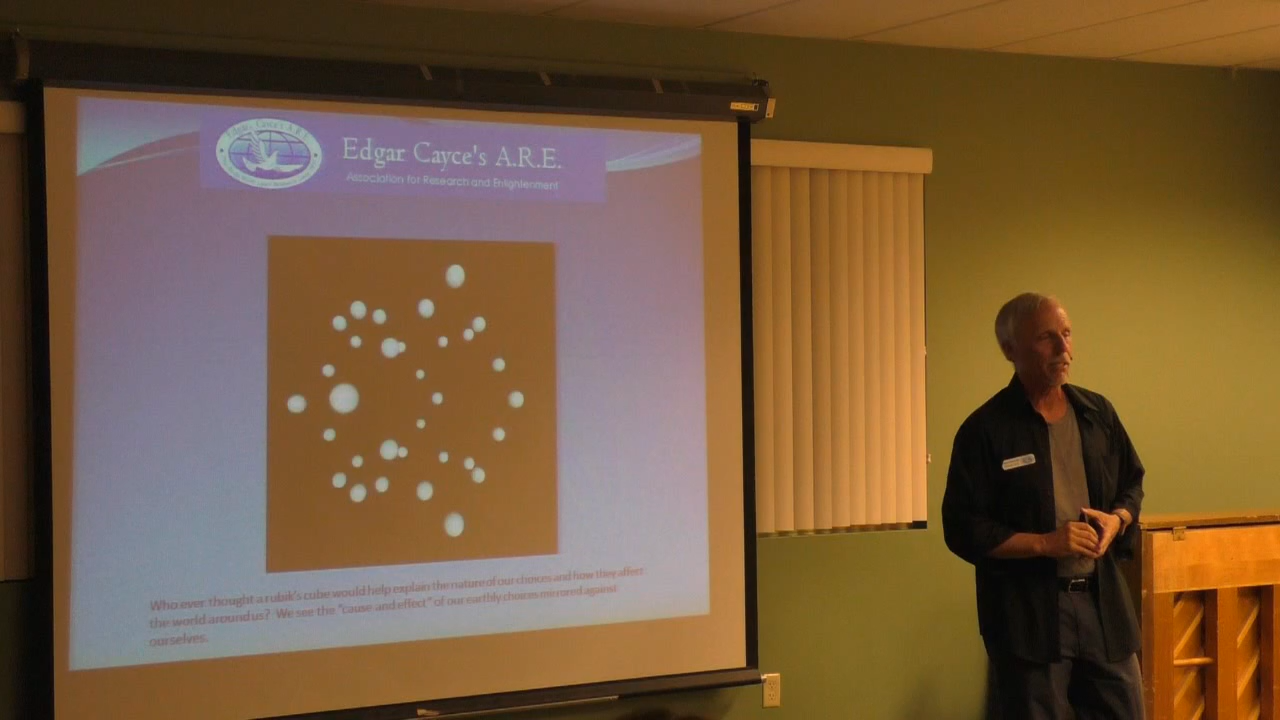 Edgar Cayce's A.R.E.
Edgar Cayce's A.R.E.
Association for Research and Enlightenment
Who ever thought a rubik's cube would help explain the nature of our choices and how they affect
the world around us? We see the "cause and effect" of our earthly choices mirrored against
ourselves.